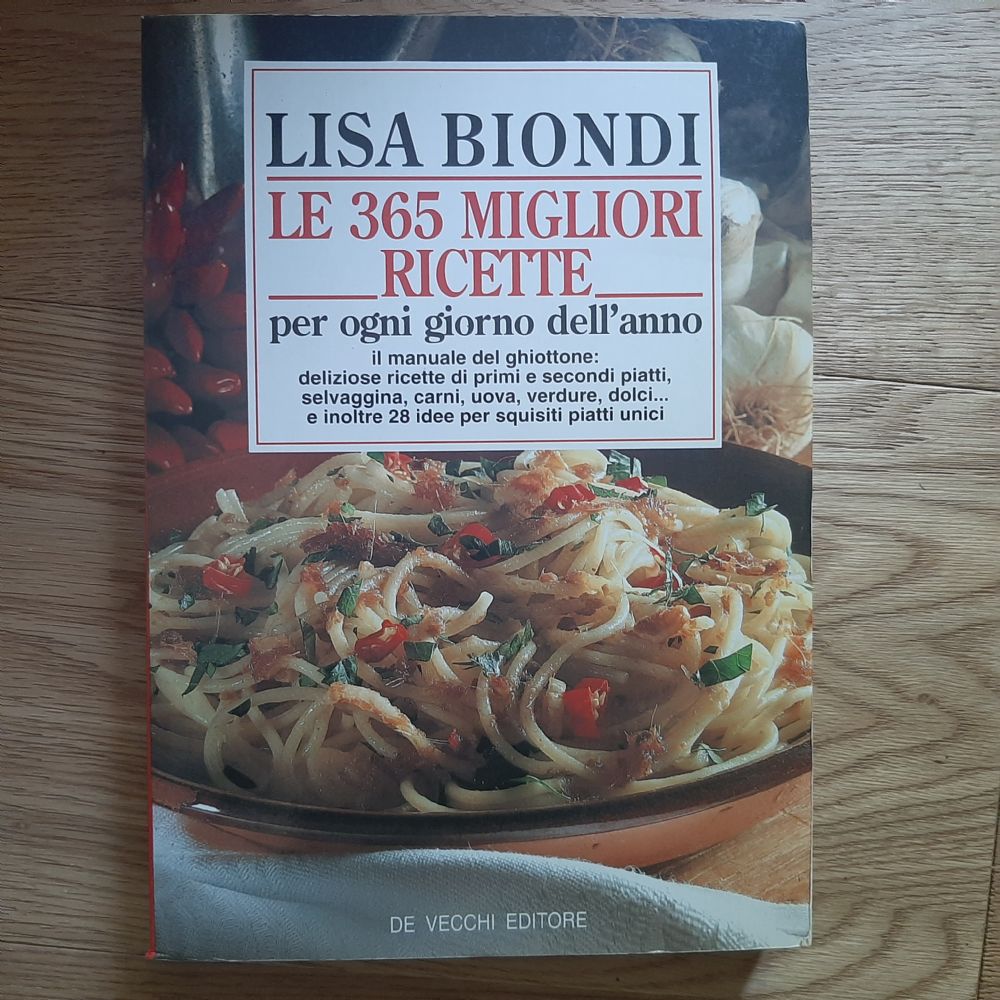 LISA BIONDI
LE 365 MIGLIORI
RICETTE
per ogni giorno dell'anno
il manuale del ghiottone:
deliziose ricette di primi e secondi piatti,
selvaggina, carni, uova, verdure, dolci...
e inoltre 28 idee per squisiti piatti unici
DE VECCHI EDITORE